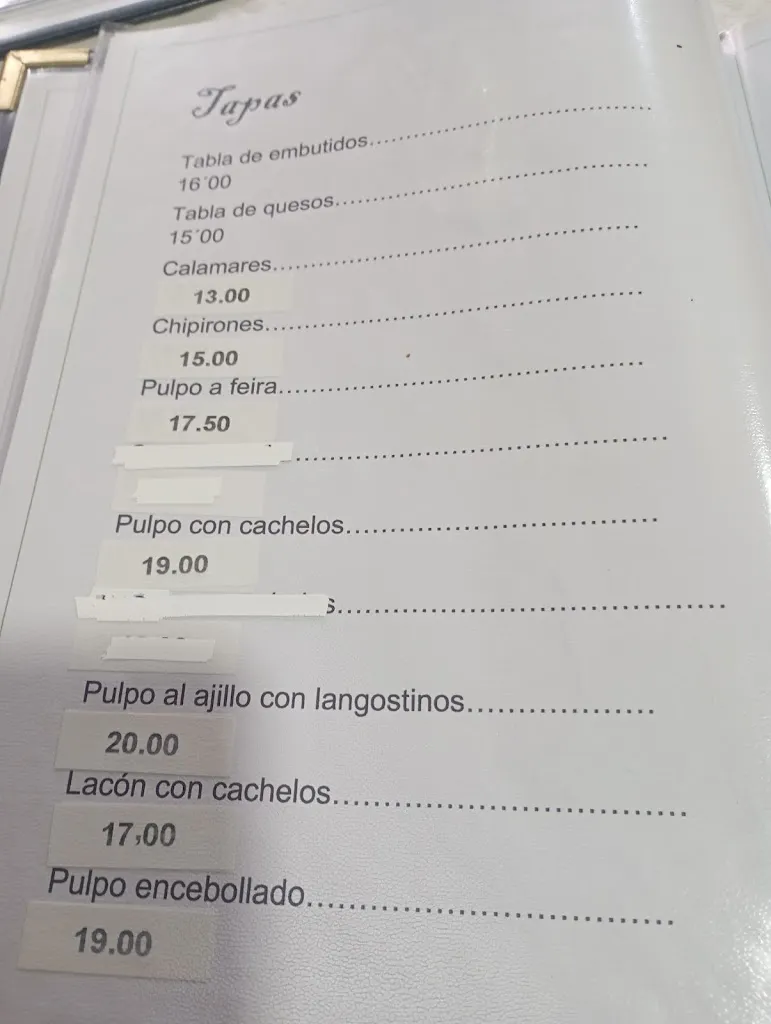 Tapas
Tabla de embutidos................................
16´00
Tabla de quesos....................................
15´00
Calamares..........................................
13.00
Chipirones.........................................
15.00
Pulpo a feira......................................
17.50
Pulpo con cachelos.............................
19.00
Pulpo al ajillo con langostinos.................
20.00
Lacón con cachelos.............................
17,00
Pulpo encebollado..............................
19.00